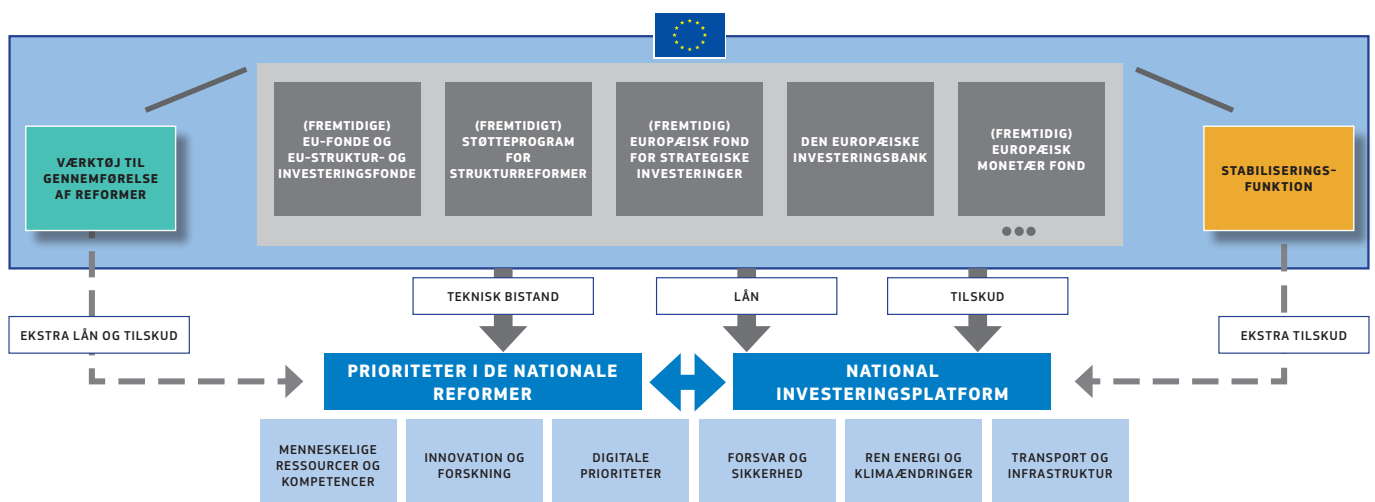 VÆRKTØJ TIL
GENNEMFØRELSE
AF REFORMER
(FREMTIDIGE)
EU-FONDE OG
EU-STRUKTUR- OG
INVESTERINGSFONDE
(FREMTIDIGT)
STØTTEPROGRAM
FOR
STRUKTURREFORMER
(FREMTIDIG)
EUROPÆISK FOND
FOR STRATEGISKE
INVESTERINGER
DEN EUROPÆISKE
INVESTERINGSBANK
(FREMTIDIG)
EUROPÆISK
MONETÆR FOND
STABILISERINGS-
FUNKTION
TEKNISK BISTAND
LÅN
TILSKUD
EKSTRA LÅN OG TILSKUD
EKSTRA TILSKUD
PRIORITETER I DE NATIONALE
REFORMER
NATIONAL
INVESTERINGSPLATFORM
MENNESKELIGE
RESSOURCER OG
KOMPETENCER
INNOVATION OG
FORSKNING
DIGITALE
PRIORITETER
FORSVAR OG
SIKKERHED
REN ENERGI OG
KLIMAÆNDRINGER
TRANSPORT OG
INFRASTRUKTUR